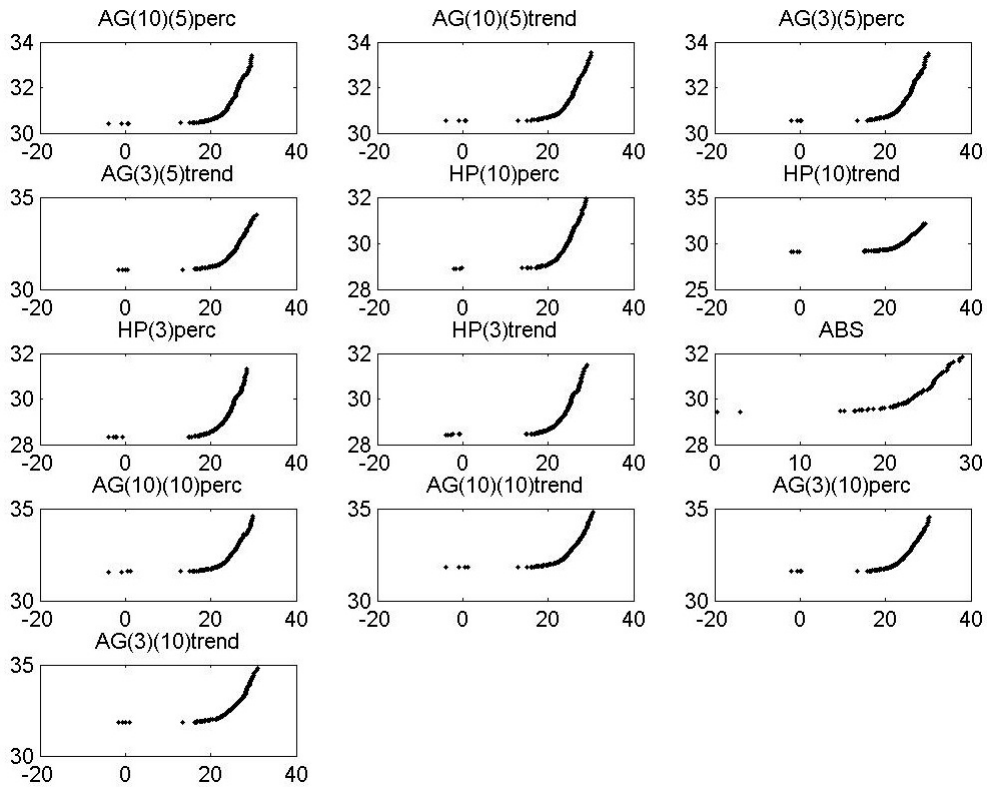 AG(10)(5)perc AG(10)(5)trend AG(3)(5)perc
34 34 34
32 32 32
30 30 30
-20 0 20 40 -20 0 20 40 -20 0 20 40
AG(3)(5)trend HP(10)perc HP(10)trend
35 32 35
30 30
30 28 25
-20 0 20 40 -20 0 20 40 -20 0 20 40
HP(3)perc HP(3)trend ABS
32 32 32
30 30 30
28 28 28
-20 0 20 40 -20 0 20 40 0 10 20 30
AG(10)(10)perc AG(10)(10)trend AG(3)(10)perc
35 35 35
30 30 30
-20 0 20 40 -20 0 20 40 -20 0 20 40
AG(3)(10)trend
35
30
-20 0 20 40